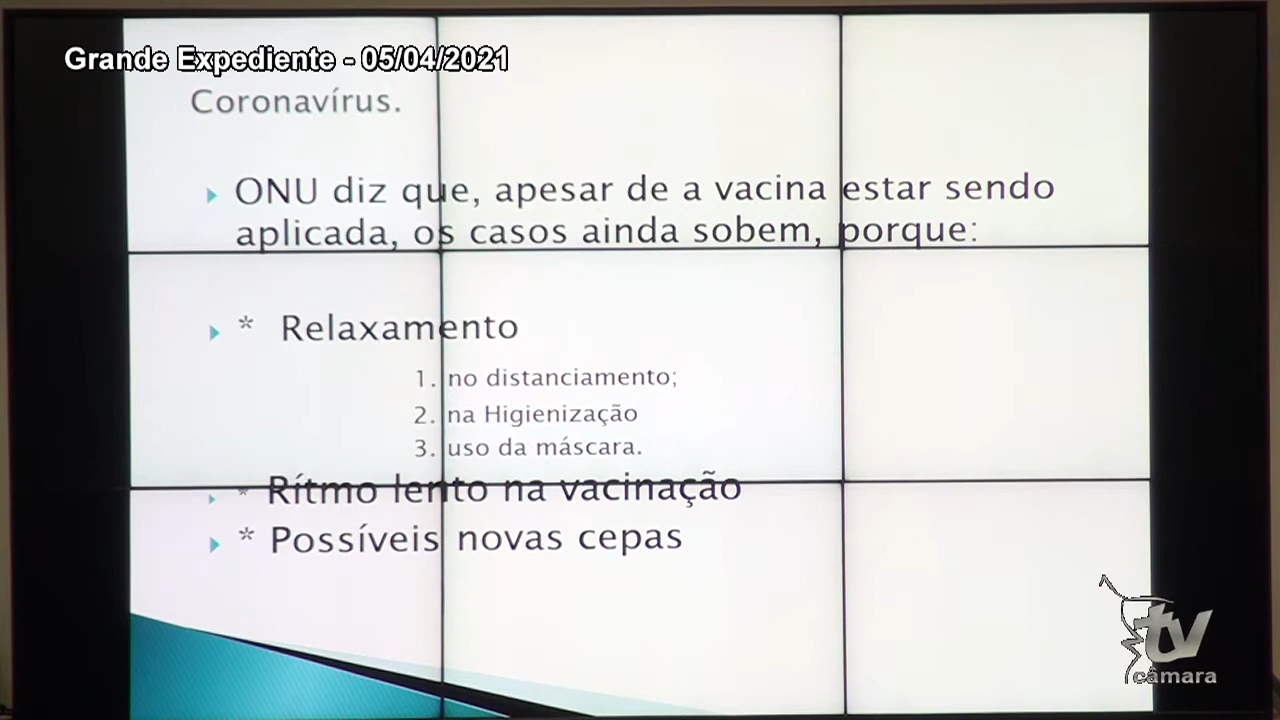 Grande Expediente - 05/04/2021
Coronavírus.
ONU diz que, apesar de a vacina estar sendo
aplicada, os casos ainda sobem, porque:
* Relaxamento
1. no distanciamento;
2. na Higienização
3. uso da máscara.
* Rítmo lento na vacinação
* Possíveis novas cepas
tv
câmara